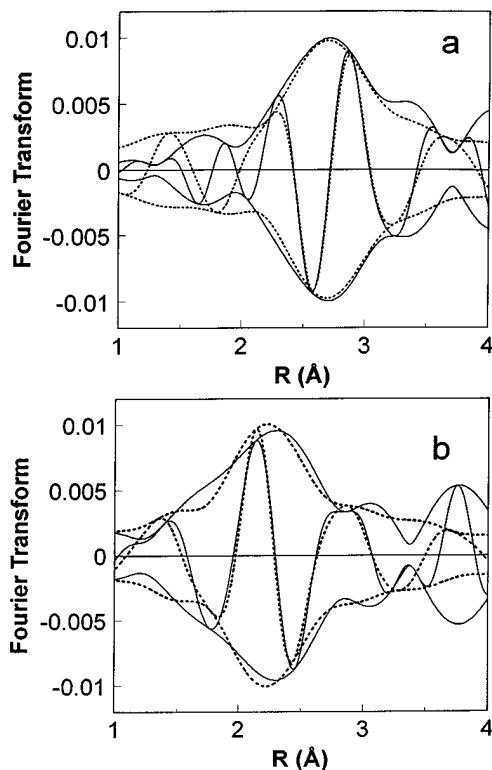 a
0.01
0.005
0
-0.005
-0.01
Fourier Transform
1 2 3 4
R (Å)
b
0.01
0.005
0
-0.005
-0.01
Fourier Transform
1 2 3 4
R (Å)